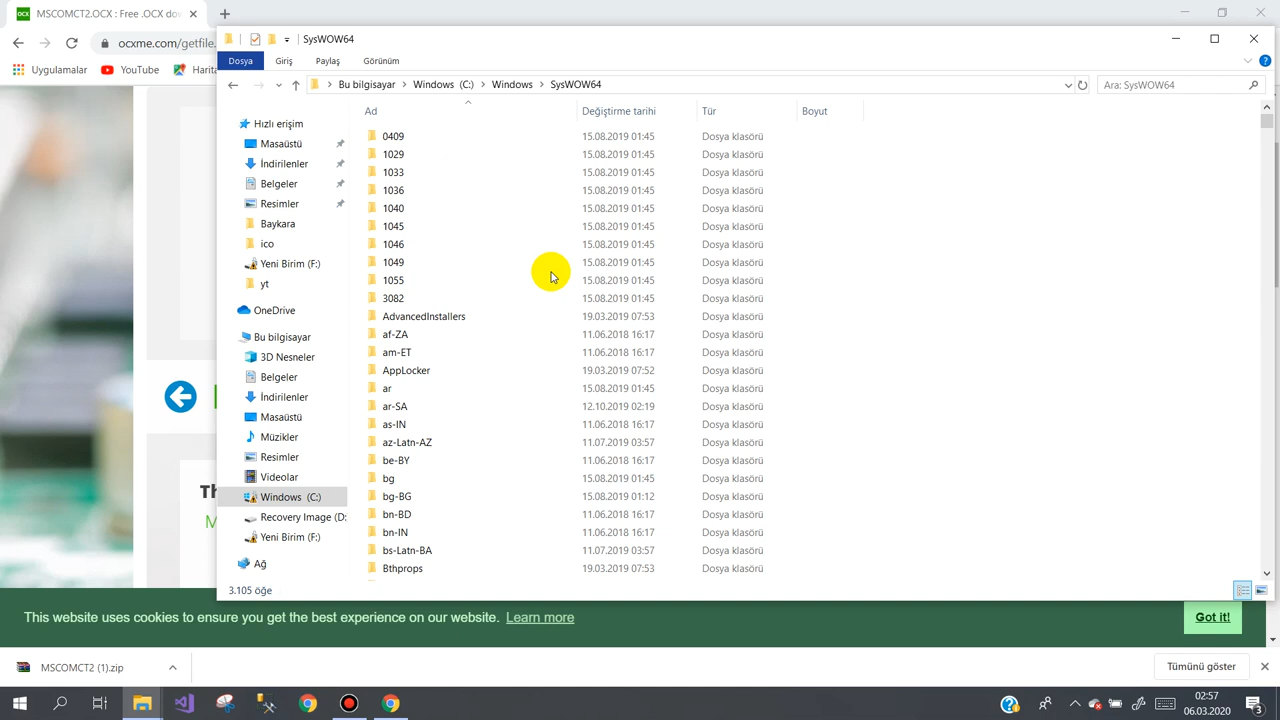 MSCOMCT2.OCX : Free .OCX do
ocxme.com/getfile.
Uygulamalar YouTube Harita
SysWOW64
Dosya Giriş Paylaş Görünüm
Bu bilgisayar Windows (C:) Windows SysWOW64
Ara: SysWOW64
Ad Değiştirme tarihi Tür Boyut
Hızlı erişim
Masaüstü
İndirilenler
Belgeler
Resimler
Baykara
ico
Yeni Birim (F:)
yt
OneDrive
Bu bilgisayar
3D Nesneler
Belgeler
İndirilenler
Masaüstü
Müzikler
Resimler
Videolar
Windows (C:)
Recovery Image (D:
Yeni Birim (F:)
Ağ
0409 15.08.2019 01:45 Dosya klasörü
1029 15.08.2019 01:45 Dosya klasörü
1033 15.08.2019 01:45 Dosya klasörü
1036 15.08.2019 01:45 Dosya klasörü
1040 15.08.2019 01:45 Dosya klasörü
1045 15.08.2019 01:45 Dosya klasörü
1046 15.08.2019 01:45 Dosya klasörü
1049 15.08.2019 01:45 Dosya klasörü
1055 15.08.2019 01:45 Dosya klasörü
3082 15.08.2019 01:45 Dosya klasörü
AdvancedInstallers 19.03.2019 07:53 Dosya klasörü
af-ZA 11.06.2018 16:17 Dosya klasörü
am-ET 11.06.2018 16:17 Dosya klasörü
AppLocker 19.03.2019 07:52 Dosya klasörü
ar 15.08.2019 01:45 Dosya klasörü
ar-SA 12.10.2019 02:19 Dosya klasörü
as-IN 11.06.2018 16:17 Dosya klasörü
az-Latn-AZ 11.07.2019 03:57 Dosya klasörü
be-BY 11.06.2018 16:17 Dosya klasörü
bg 15.08.2019 01:45 Dosya klasörü
bg-BG 15.08.2019 01:12 Dosya klasörü
bn-BD 11.06.2018 16:17 Dosya klasörü
bn-IN 11.06.2018 16:17 Dosya klasörü
bs-Latn-BA 11.07.2019 03:57 Dosya klasörü
Bthprops 19.03.2019 07:53 Dosya klasörü
3.105 öğe
Th
M
This website uses cookies to ensure you get the best experience on our website. Learn more
Got it!
MSCOMCT2 (1).zip
Tümünü göster
02:57
06.03.2020
3